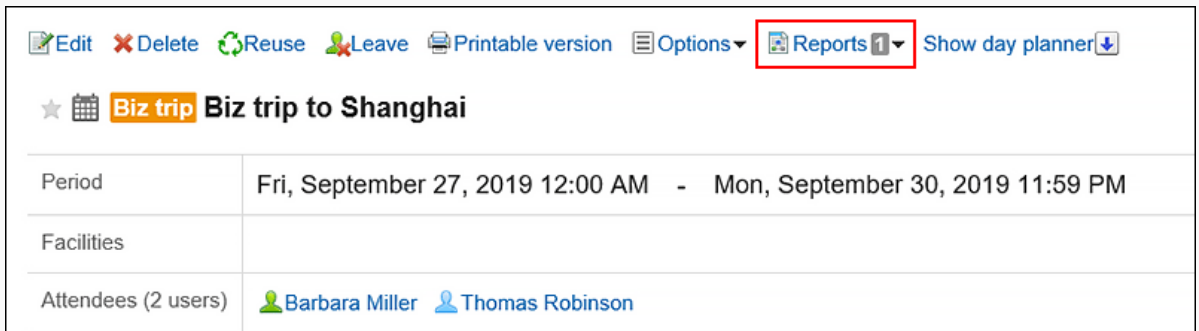 Edit Delete Reuse Leave Printable version Options Reports 1 Show day planner
Biz trip Biz trip to Shanghai
Period Fri, September 27, 2019 12:00 AM - Mon, September 30, 2019 11:59 PM
Facilities
Attendees (2 users) Barbara Miller Thomas Robinson